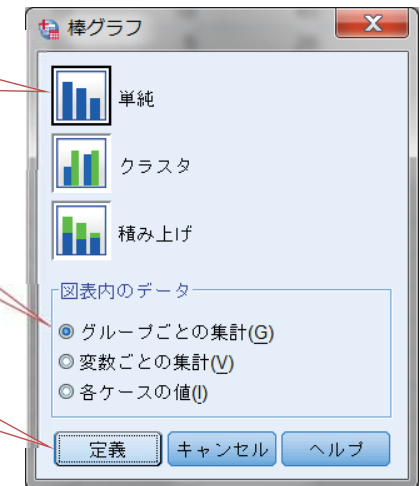 棒グラフ
単純
クラスタ
積み上げ
図表内のデータ
グループごとの集計(G)
変数ごとの集計(V)
各ケースの値(I)
定義 キャンセル ヘルプ